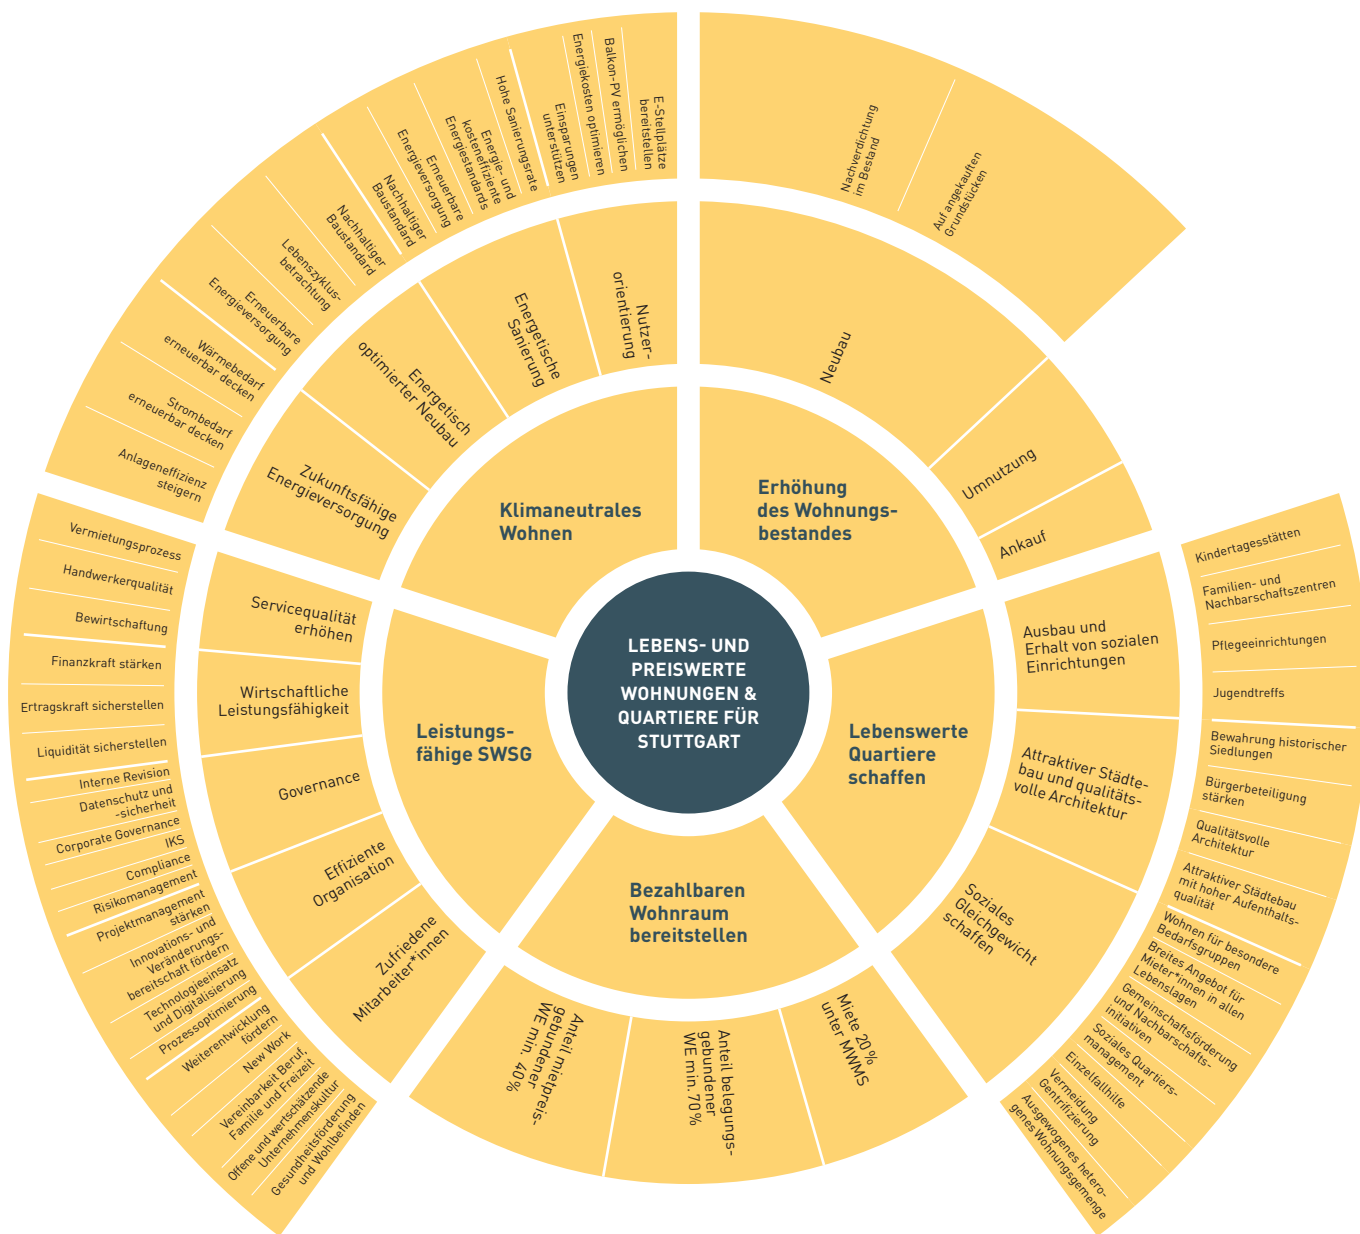 LEBENS- UND
PREISWERTE
WOHNUNGEN &
QUARTIERE FÜR
STUTTGART
Klimaneutrales
Wohnen
Zukunftsfähige
Energieversorgung
Anlageneffizienz
steigern
Strombedarf
erneuerbar decken
Wärmebedarf
erneuerbar decken
Energetisch
optimierter Neubau
Erneuerbare
Energieversorgung
Lebenszyklus-
betrachtung
Nachhaltiger
Baustandard
Energetische
Sanierung
Nachhaltiger
Baustandard
Erneuerbare
Energieversorgung
Energie- und
kosteneffiziente
Energiestandards
Hohe Sanierungsrate
Nutzer-
orientierung
Einsparungen
unterstützen
Energiekosten optimieren
Balkon-PV ermöglichen
E-Stellplätze
bereitstellen
Erhöhung
des Wohnungs-
bestandes
Neubau
Nachverdichtung
im Bestand
Auf angekauften
Grundstücken
Umnutzung
Ankauf
Lebenswerte
Quartiere
schaffen
Ausbau und
Erhalt von sozialen
Einrichtungen
Kindertagesstätten
Familien- und
Nachbarschaftszentren
Pflegeeinrichtungen
Jugendtreffs
Attraktiver Städte-
bau und qualitäts-
volle Architektur
Bewahrung historischer
Siedlungen
Bürgerbeteiligung
stärken
Qualitätsvolle
Architektur
Attraktiver Städtebau
mit hoher Aufenthalts-
qualität
Soziales
Gleichgewicht
schaffen
Wohnen für besondere
Bedarfsgruppen
Breites Angebot für
Mieter*innen in allen
Lebenslagen
Gemeinschaftsförderung
und Nachbarschafts-
initiativen
Soziales Quartiers-
management
Einzelfallhilfe
Vermeidung
Gentrifizierung
Ausgewogenes hetero-
genes Wohnungsgemenge
Bezahlbaren
Wohnraum
bereitstellen
Miete 20 %
unter MWMS
Anteil belegungs-
gebundener
WE min. 70 %
Anteil mietpreis-
gebundener
WE min. 40 %
Leistungs-
fähige SWSG
Servicequalität
erhöhen
Vermietungsprozess
Handwerkerqualität
Bewirtschaftung
Wirtschaftliche
Leistungsfähigkeit
Finanzkraft stärken
Ertragskraft sicherstellen
Liquidität sicherstellen
Governance
Interne Revision
Datenschutz und
-sicherheit
Corporate Governance
IKS
Compliance
Risikomanagement
Effiziente
Organisation
Projektmanagement
stärken
Innovations- und
Veränderungs-
bereitschaft fördern
Technologieeinsatz
und Digitalisierung
Prozessoptimierung
Zufriedene
Mitarbeiter*innen
Weiterentwicklung
fördern
New Work
Vereinbarkeit Beruf,
Familie und Freizeit
Offene und wertschätzende
Unternehmenskultur
Gesundheitsförderung
und Wohlbefinden